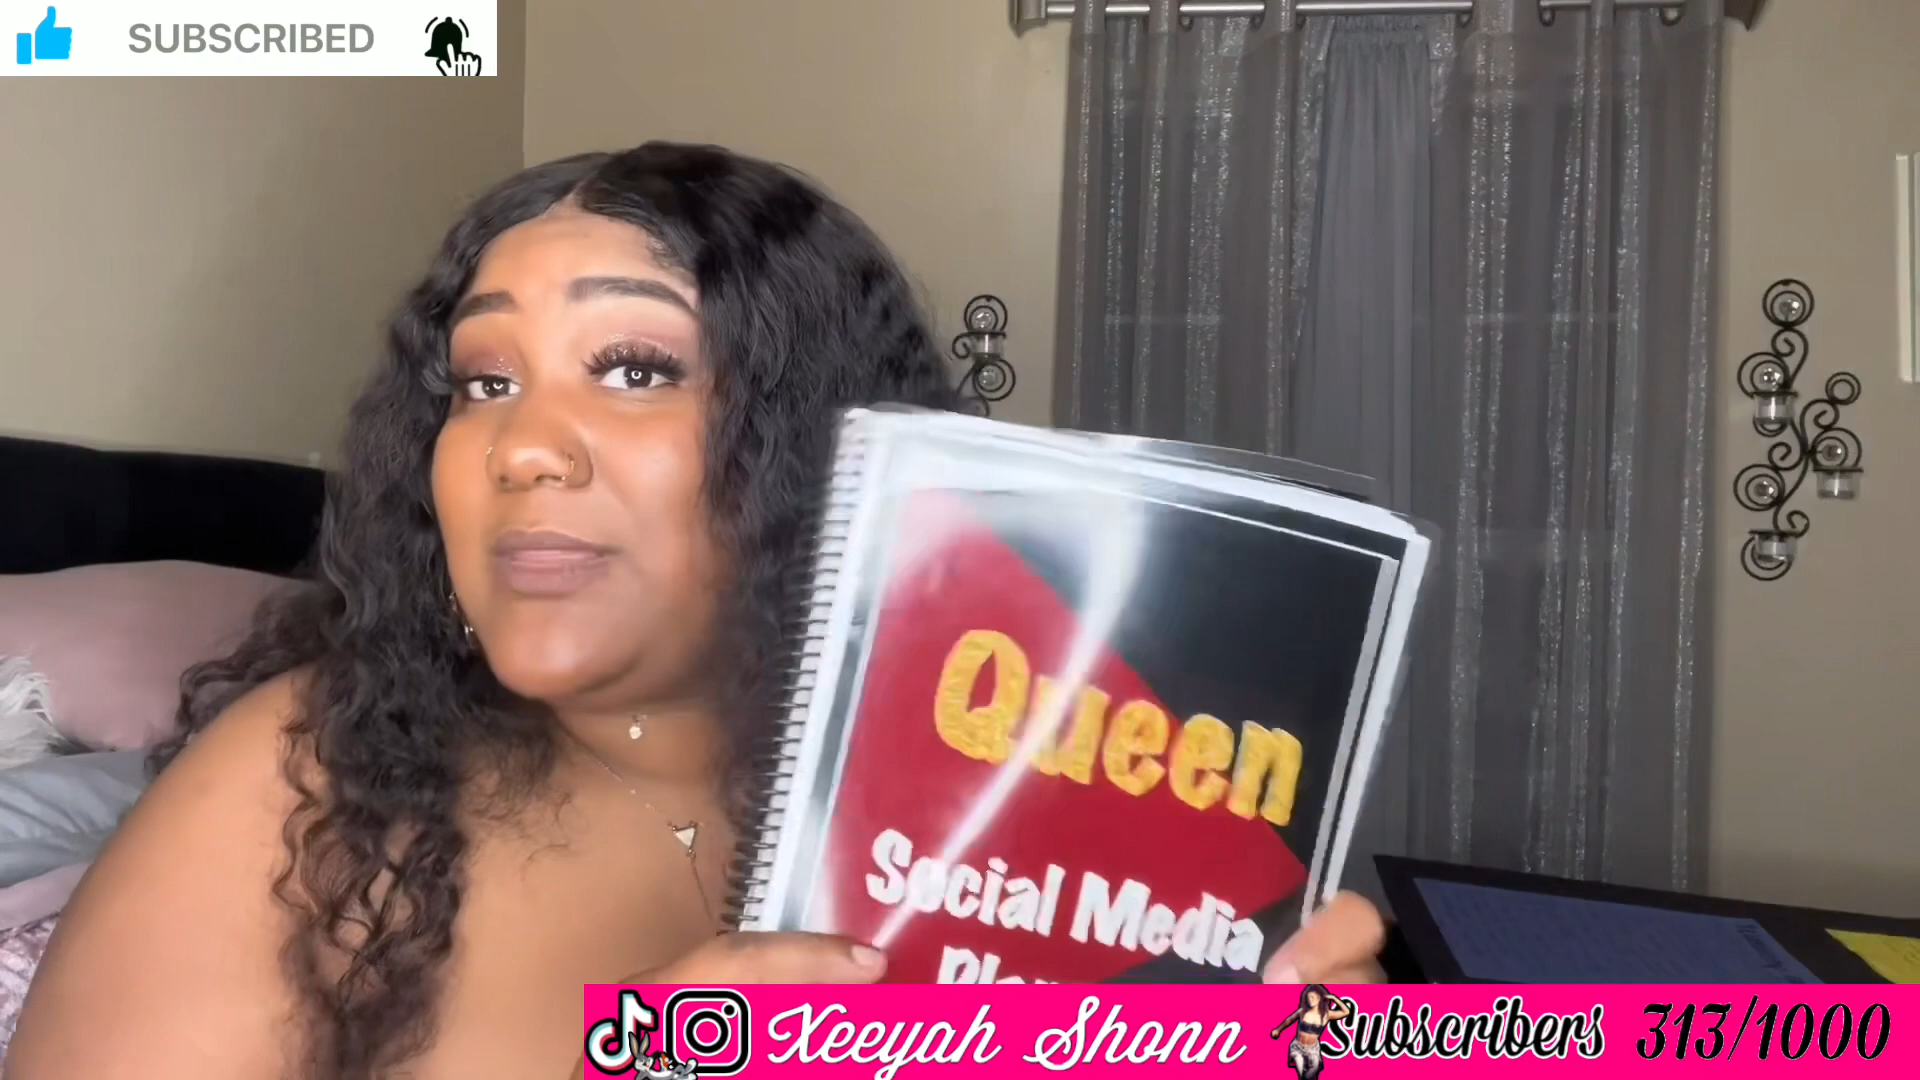 SUBSCRIBED
Queen
Social Media
Xeeyah Shonn
Subscribers 313/1000